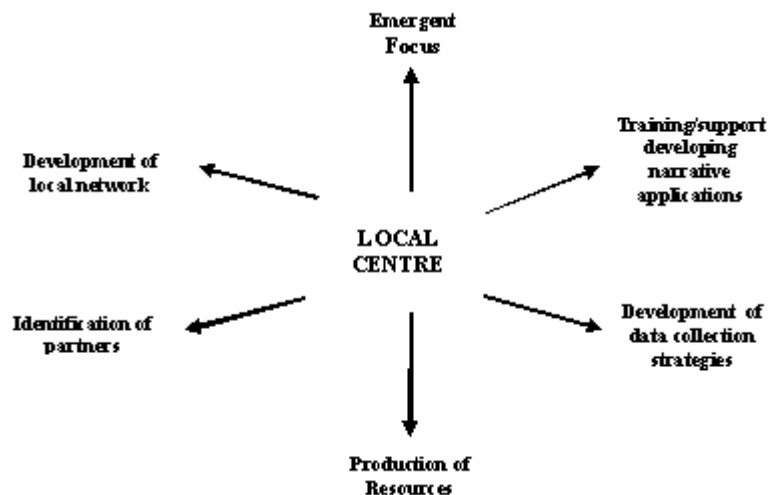 Emergent
Focus
Training/support
developing
narrative
applications
Development of
local network
LOCAL
CENTRE
Identification of
partners
Development of
data collection
strategies
Production of
Resources